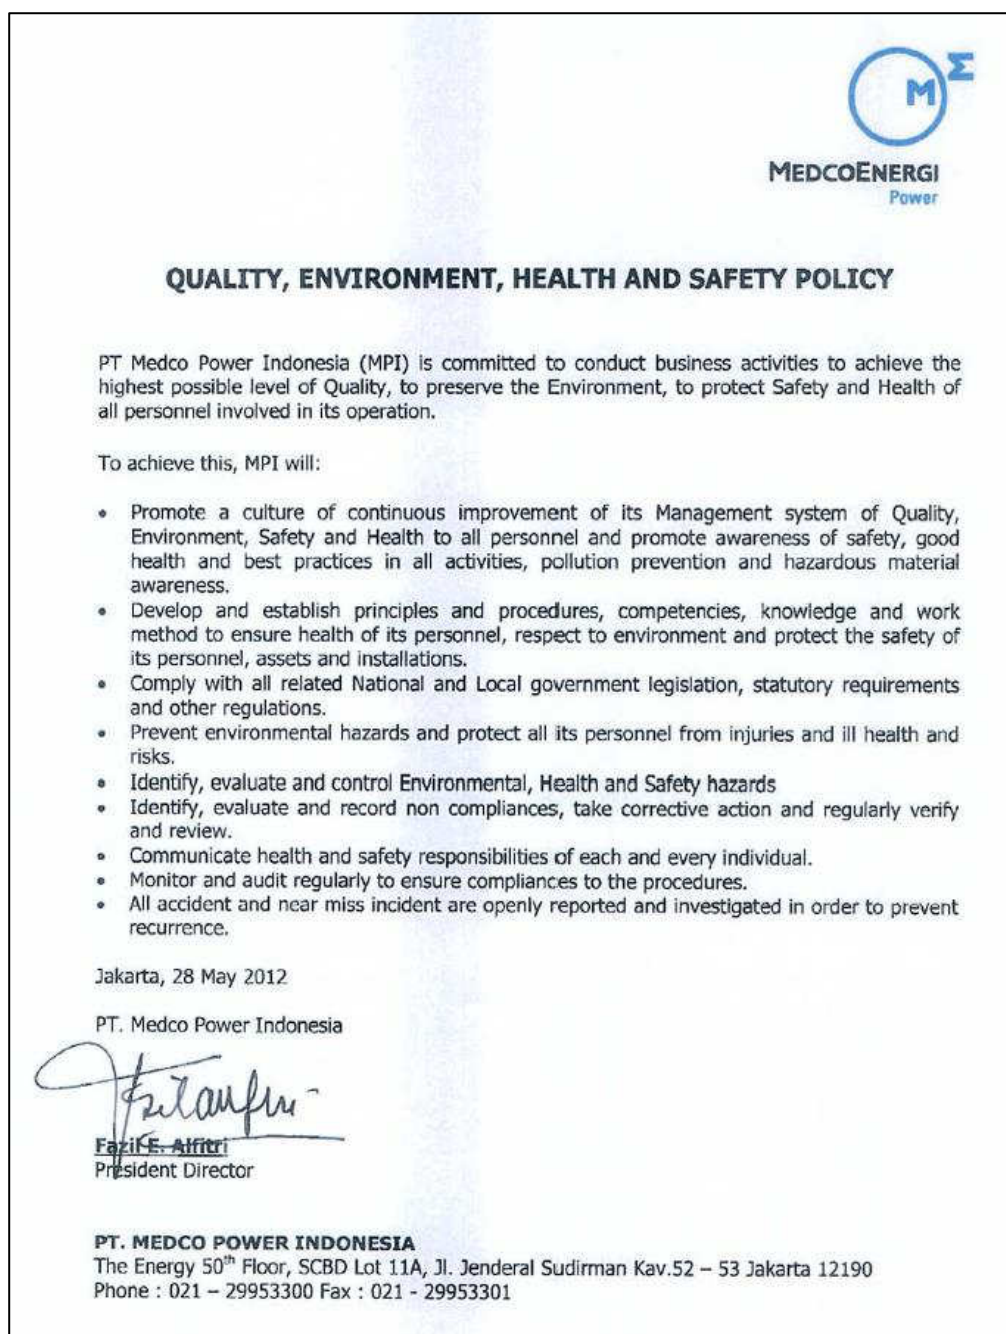 M Σ
MEDCOENERGI
Power
QUALITY, ENVIRONMENT, HEALTH AND SAFETY POLICY
PT Medco Power Indonesia (MPI) is committed to conduct business activities to achieve the
highest possible level of Quality, to preserve the Environment, to protect Safety and Health of
all personnel involved in its operation.
To achieve this, MPI will:
• Promote a culture of continuous improvement of its Management system of Quality,
Environment, Safety and Health to all personnel and promote awareness of safety, good
health and best practices in all activities, pollution prevention and hazardous material
awareness.
• Develop and establish principles and procedures, competencies, knowledge and work
method to ensure health of its personnel, respect to environment and protect the safety of
its personnel, assets and installations.
• Comply with all related National and Local government legislation, statutory requirements
and other regulations.
• Prevent environmental hazards and protect all its personnel from injuries and ill health and
risks.
• Identify, evaluate and control Environmental, Health and Safety hazards
• Identify, evaluate and record non compliances, take corrective action and regularly verify
and review.
• Communicate health and safety responsibilities of each and every individual.
• Monitor and audit regularly to ensure compliances to the procedures.
• All accident and near miss incident are openly reported and investigated in order to prevent
recurrence.
Jakarta, 28 May 2012
PT. Medco Power Indonesia
Fazil E. Alfitri
President Director
PT. MEDCO POWER INDONESIA
The Energy 50th Floor, SCBD Lot 11A, Jl. Jenderal Sudirman Kav.52 – 53 Jakarta 12190
Phone : 021 – 29953300 Fax : 021 - 29953301